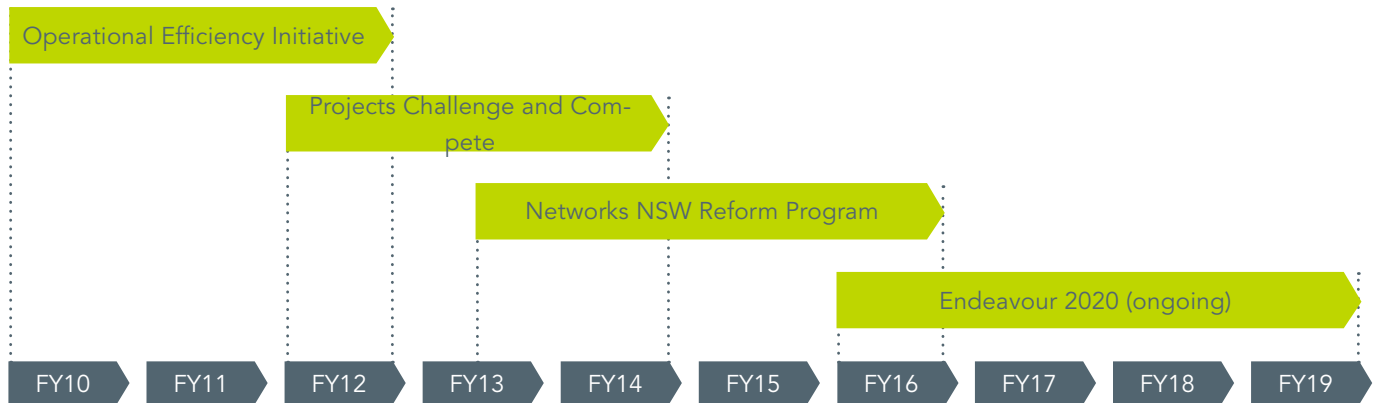 Operational Efficiency Initiative
Projects Challenge and Com-
pete
Networks NSW Reform Program
Endeavour 2020 (ongoing)
FY10 FY11 FY12 FY13 FY14 FY15 FY16 FY17 FY18 FY19